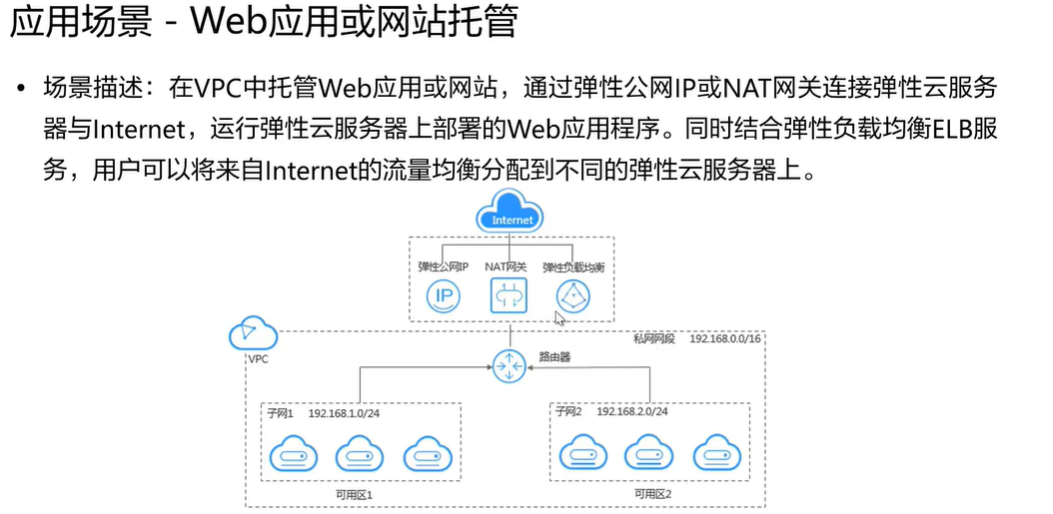 应用场景 - Web应用或网站托管
• 场景描述：在VPC中托管Web应用或网站，通过弹性公网IP或NAT网关连接弹性云服务
器与Internet，运行弹性云服务器上部署的Web应用程序。同时结合弹性负载均衡ELB服
务，用户可以将来自Internet的流量均衡分配到不同的弹性云服务器上。
Internet
弹性公网IP NAT网关 弹性负载均衡
IP
私网网段 192.168.0.0/16
VPC
路由器
子网1 192.168.1.0/24
子网2 192.168.2.0/24
可用区1
可用区2